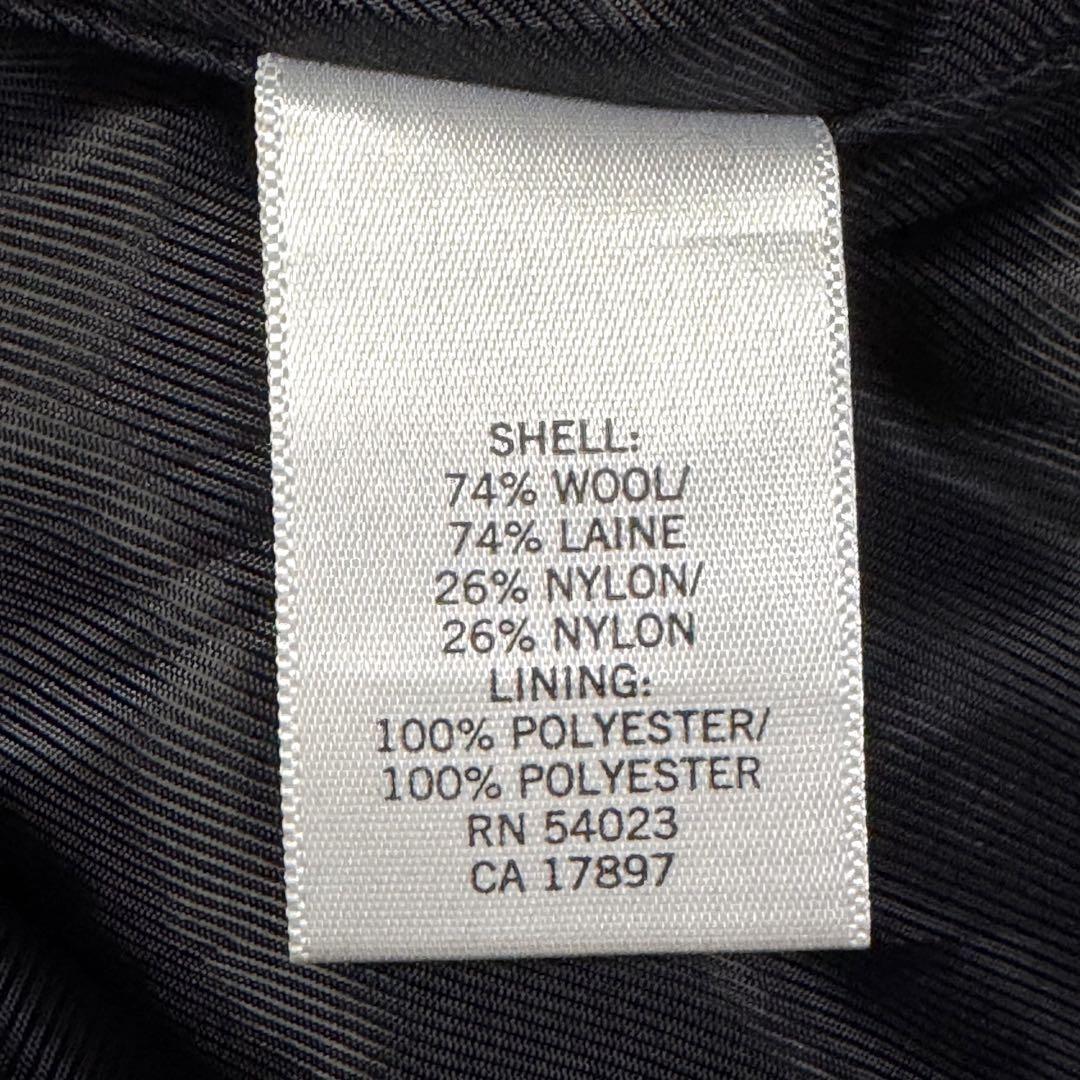 SHELL:
74% WOOL/
74% LAINE
26% NYLON/
26% NYLON
LINING:
100% POLYESTER/
100% POLYESTER
RN 54023
CA 17897